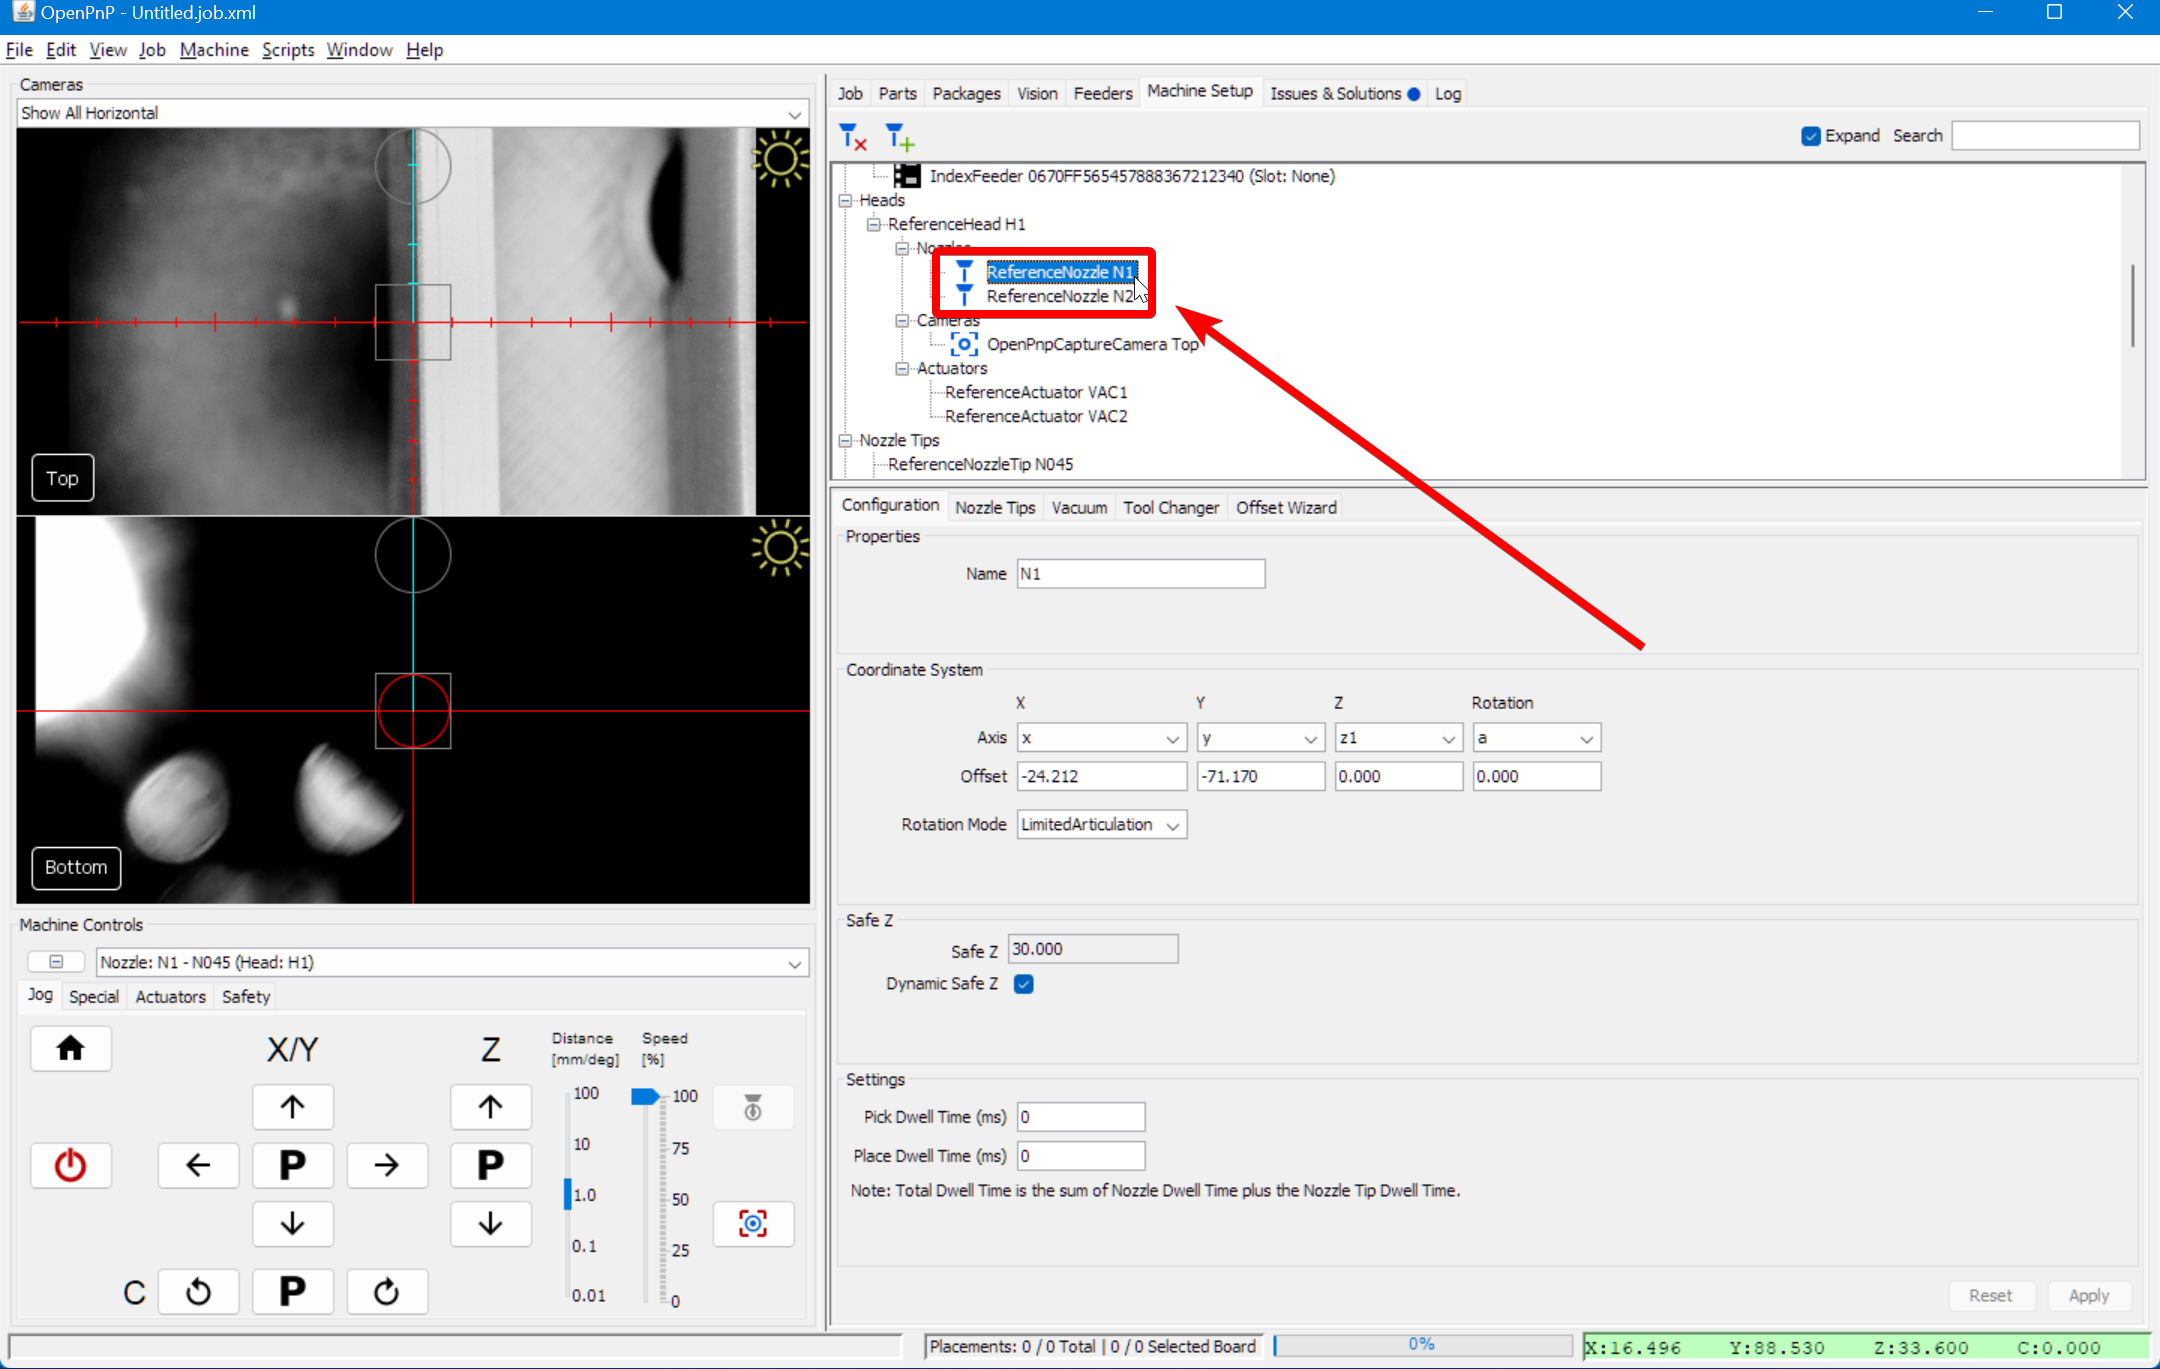 OpenPnP - Untitled.job.xml
File Edit View Job Machine Scripts Window Help
Cameras
Show All Horizontal
Top
Bottom
Machine Controls
Nozzle: N1 - N045 (Head: H1)
Jog Special Actuators Safety
X/Y Z Distance [mm/deg] Speed [%]
100 100
10 75
P P
1.0 50
0.1 25
0.01 0
C P
Job Parts Packages Vision Feeders Machine Setup Issues & Solutions Log
Expand Search
IndexFeeder 0670FF565457888367212340 (Slot: None)
Heads
ReferenceHead H1
Nozzles
ReferenceNozzle N1
ReferenceNozzle N2
Cameras
OpenPnpCaptureCamera Top
Actuators
ReferenceActuator VAC1
ReferenceActuator VAC2
Nozzle Tips
ReferenceNozzleTip N045
Configuration Nozzle Tips Vacuum Tool Changer Offset Wizard
Properties
Name N1
Coordinate System
X Y Z Rotation
Axis x y z1 a
Offset -24.212 -71.170 0.000 0.000
Rotation Mode LimitedArticulation
Safe Z
Safe Z 30.000
Dynamic Safe Z
Settings
Pick Dwell Time (ms) 0
Place Dwell Time (ms) 0
Note: Total Dwell Time is the sum of Nozzle Dwell Time plus the Nozzle Tip Dwell Time.
Reset Apply
Placements: 0 / 0 Total | 0 / 0 Selected Board 0% X:16.496 Y:88.530 Z:33.600 C:0.000